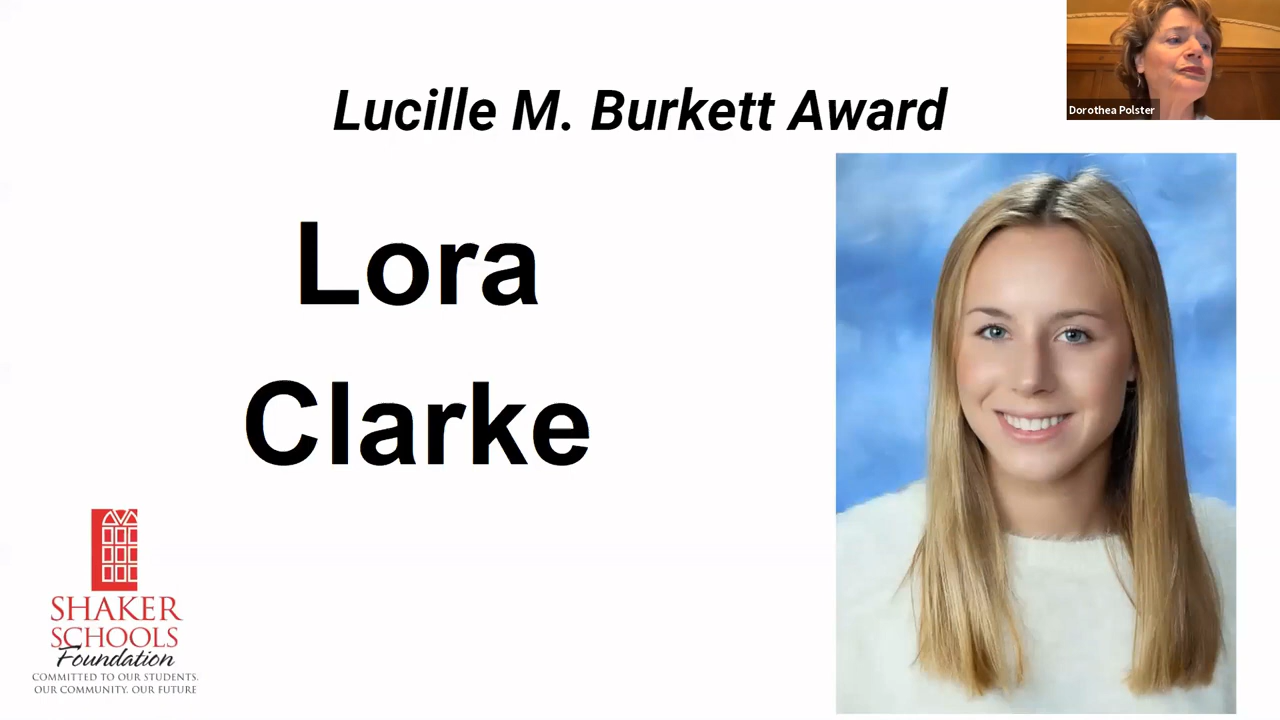 Lucille M. Burkett Award
Dorothea Polster
Lora
Clarke
SHAKER
SCHOOLS
Foundation
COMMITTED TO OUR STUDENTS,
OUR COMMUNITY, OUR FUTURE